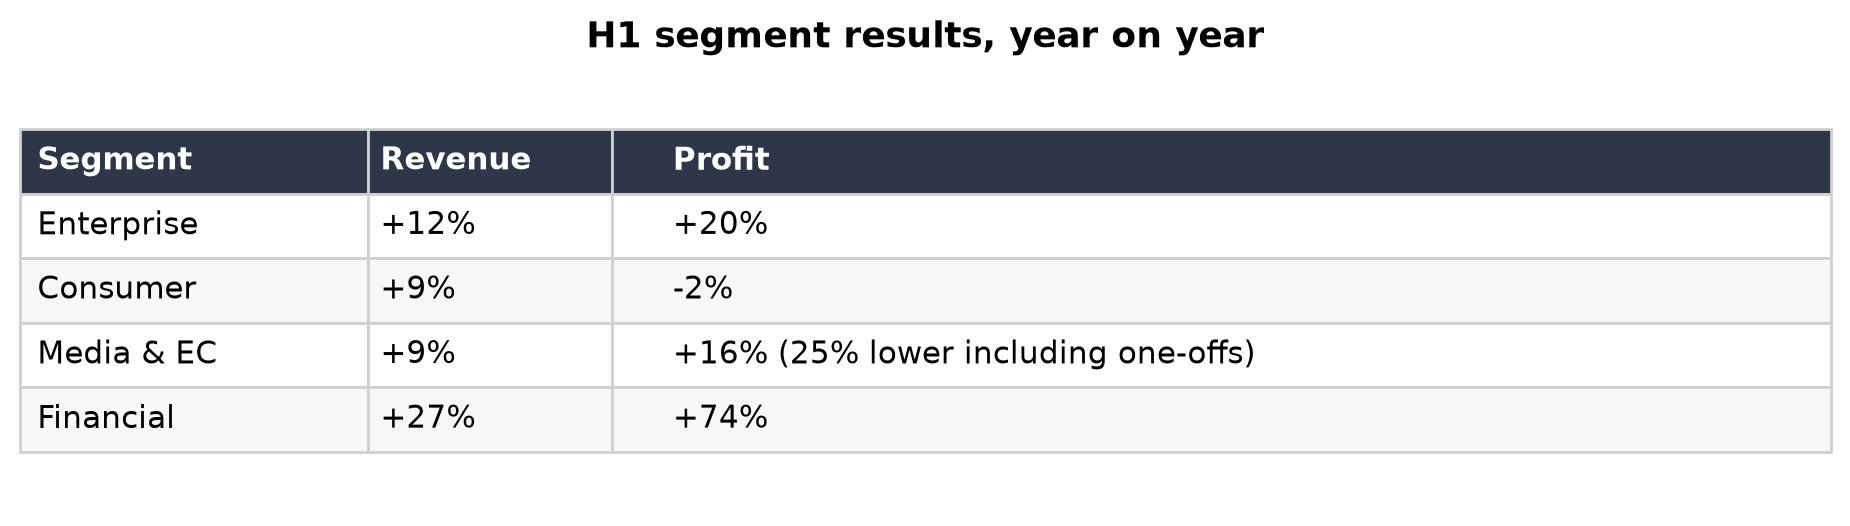 H1 segment results, year on year
Segment Revenue Profit
Enterprise +12% +20%
Consumer +9% -2%
Media & EC +9% +16% (25% lower including one-offs)
Financial +27% +74%